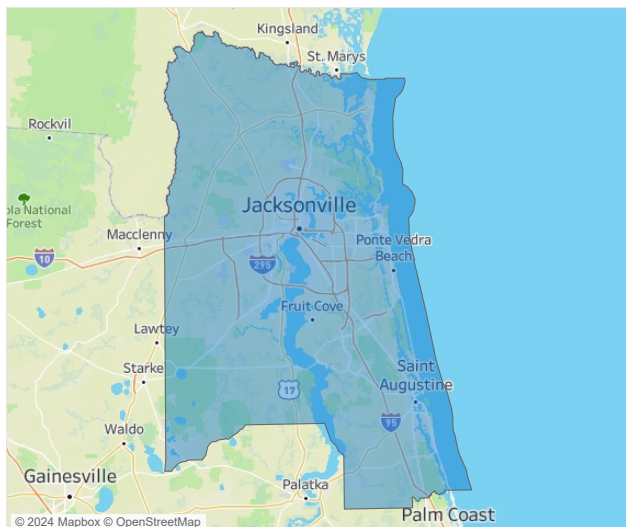 Kingsland
St. Marys
Rockvil
Jacksonville
ola National
Forest
Macclenny
Ponte Vedra
Beach
10
295
Fruit Cove
Lawtey
Starke
Saint
Augustine
17
95
Waldo
Gainesville
Palatka
Palm Coast
© 2024 Mapbox © OpenStreetMap